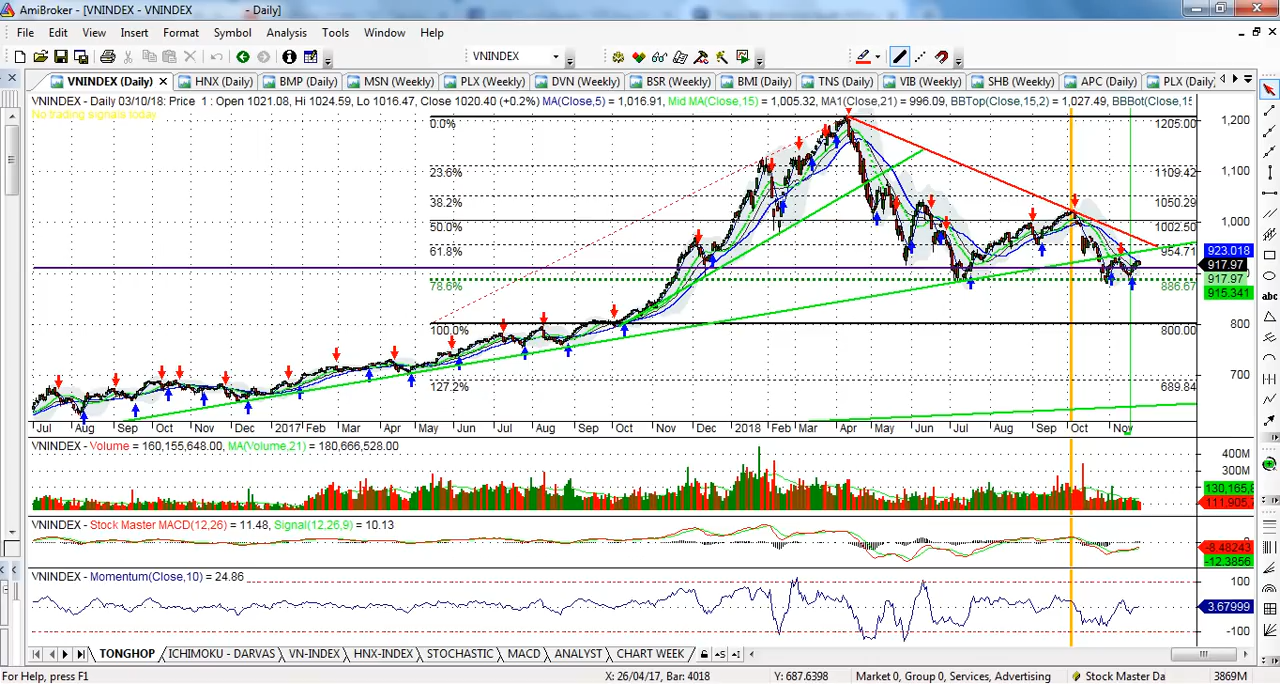 AmiBroker - [VNINDEX - VNINDEX - Daily]
File Edit View Insert Format Symbol Analysis Tools Window Help
VNINDEX
VNINDEX (Daily) HNX (Daily) BMP (Daily) MSN (Weekly) PLX (Weekly) DVN (Weekly) BSR (Weekly) BMI (Daily) TNS (Daily) VIB (Weekly) SHB (Weekly) APC (Daily) PLX (Daily)
VNINDEX - Daily 03/10/18: Price 1 : Open 1021.08, Hi 1024.59, Lo 1016.47, Close 1020.40 (+0.2%) MA(Close,5) = 1,016.91, Mid MA(Close,15) = 1,005.32, MA1(Close,21) = 996.09, BBTop(Close,15,2) = 1,027.49, BBBot(Close,15
No trading signals today
0.0% 1205.00 1,200
23.6% 1109.42 1,100
38.2% 1050.29
50.0% 1002.50 1,000
61.8% 954.71 923.018
917.97
78.6% 886.67 917.97
915.341
100.0% 800.00 800
127.2% 689.84 700
Jul Aug Sep Oct Nov Dec 2017 Feb Mar Apr May Jun Jul Aug Sep Oct Nov Dec 2018 Feb Mar Apr May Jun Jul Aug Sep Oct Nov
VNINDEX - Volume = 160,155,648.00, MA(Volume,21) = 180,666,528.00
400M
300M
130,165,8
111,905,7
VNINDEX - Stock Master MACD(12,26) = 11.48, Signal(12,26,9) = 10.13
0
-8.48243
-12.3856
VNINDEX - Momentum(Close,10) = 24.86
100
3.67999
-100
abc
TONGHOP ICHIMOKU - DARVAS VN-INDEX HNX-INDEX STOCHASTIC MACD ANALYST CHART WEEK S I
For Help, press F1 X: 26/04/17, Bar: 4018 Y: 687.6398 Market 0, Group 0, Services, Advertising Stock Master Da 3869M